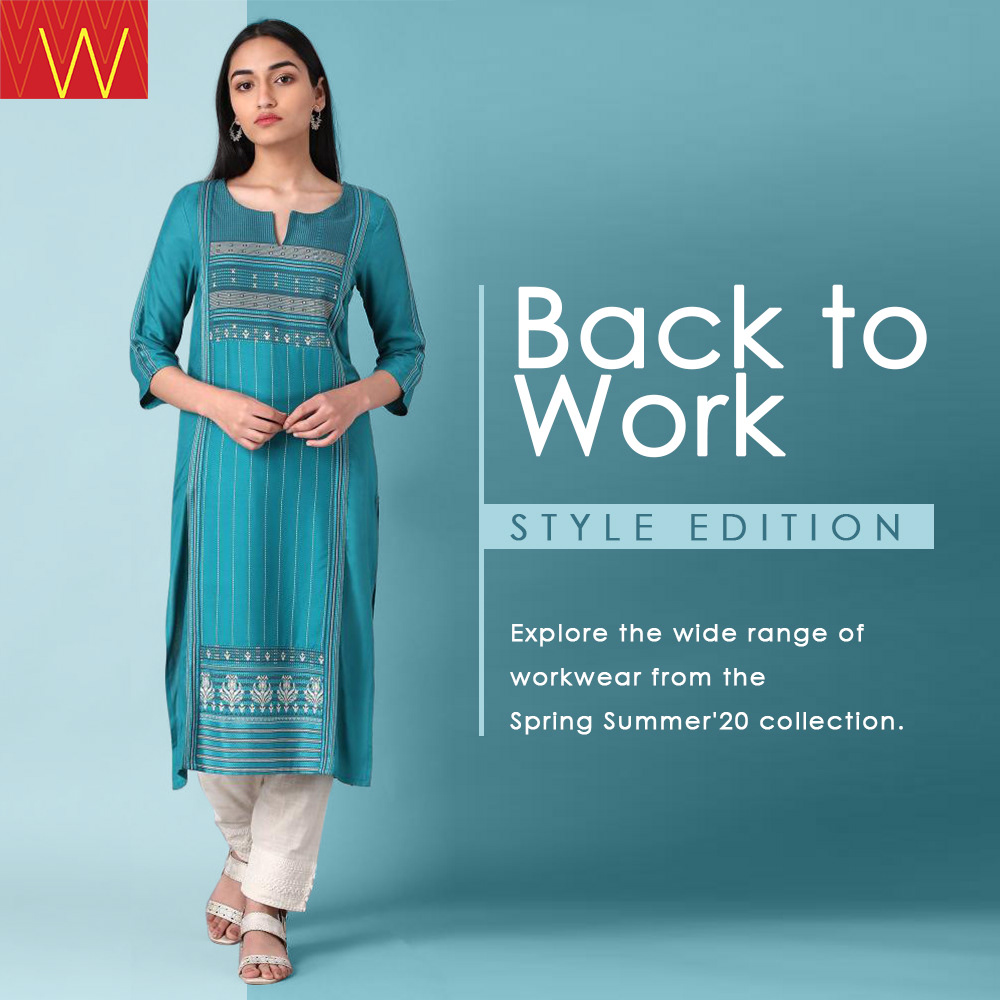 W
Back to
Work
STYLE EDITION
Explore the wide range of
workwear from the
Spring Summer'20 collection.